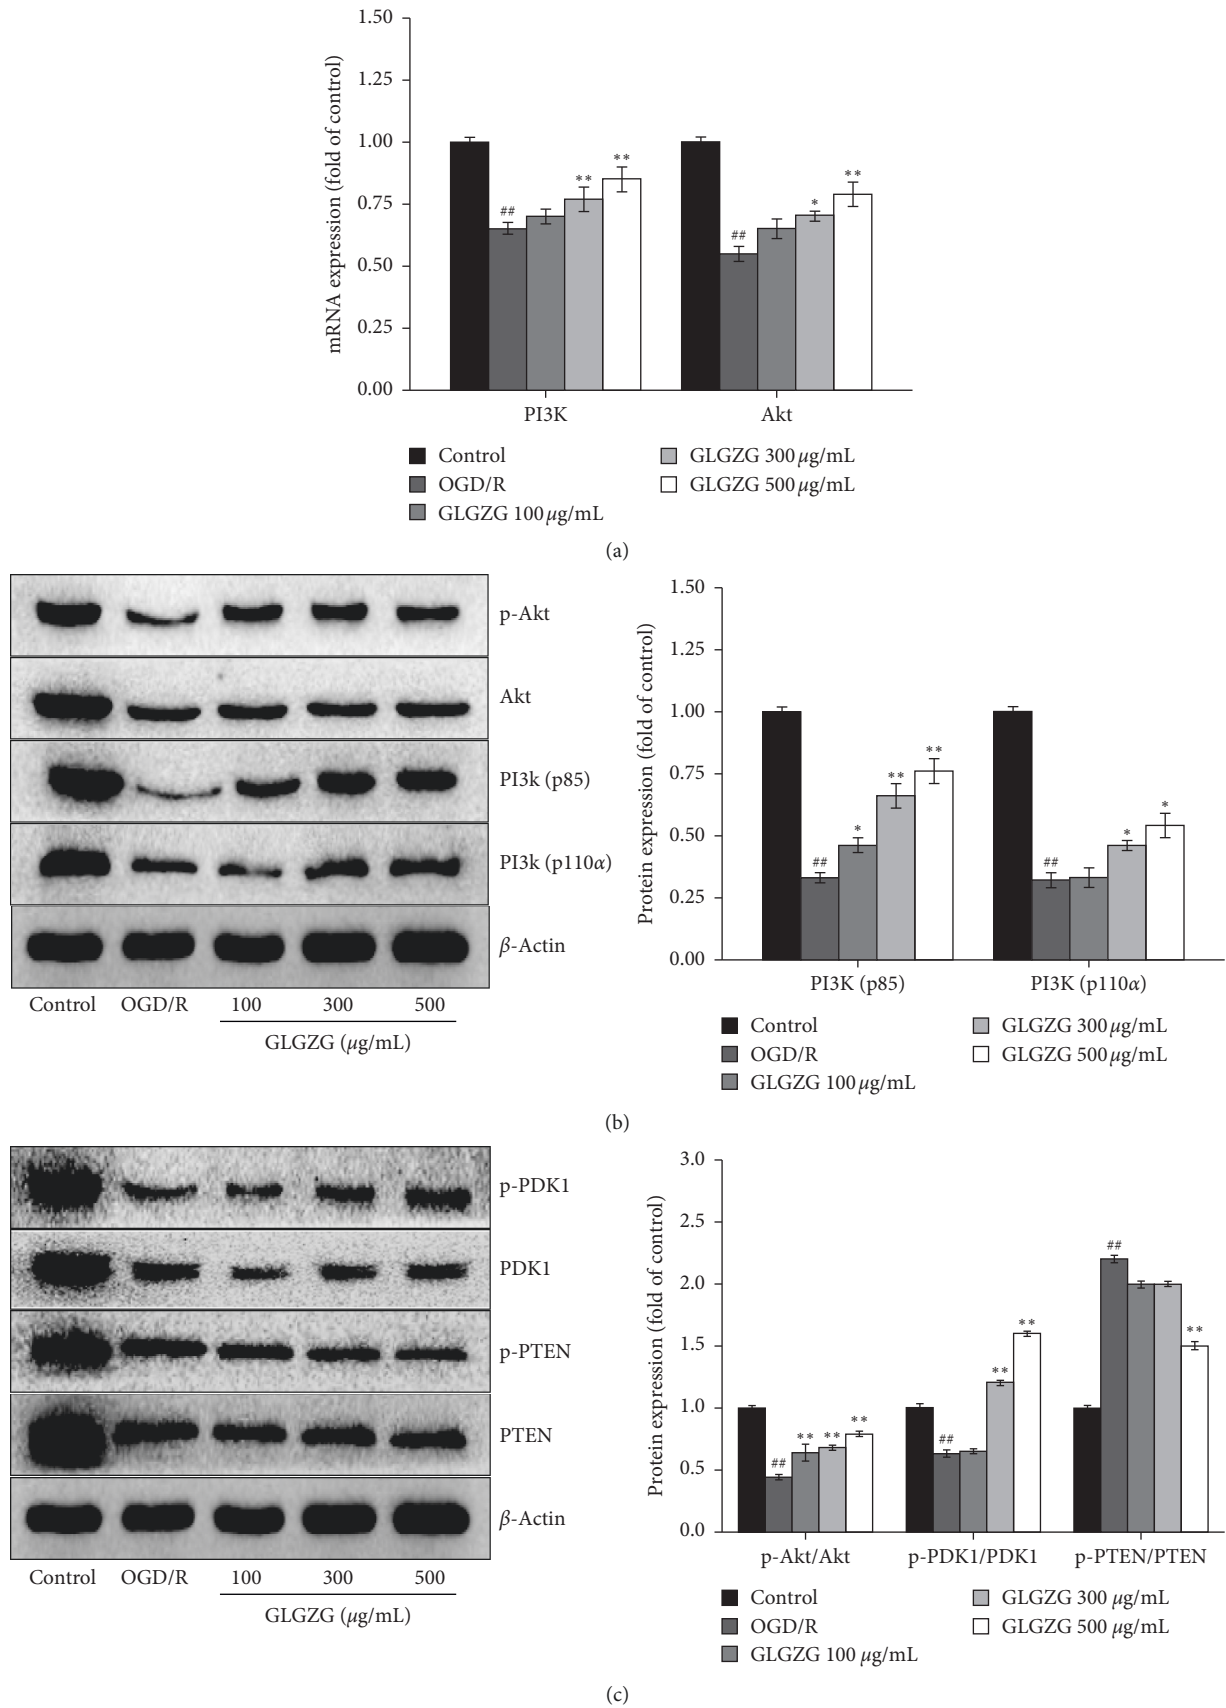 1.50
1.25
1.00
0.75
0.50
0.25
0.00
mRNA expression (fold of control)
##
**
**
##
*
**
PI3K
Akt
Control
OGD/R
GLGZG 100 μg/mL
GLGZG 300 μg/mL
GLGZG 500 μg/mL
(a)
p-Akt
Akt
PI3k (p85)
PI3k (p110α)
β-Actin
Control OGD/R 100 300 500
GLGZG (μg/mL)
1.50
1.25
1.00
0.75
0.50
0.25
0.00
Protein expression (fold of control)
##
*
**
**
##
*
*
PI3K (p85)
PI3K (p110α)
Control
OGD/R
GLGZG 100 μg/mL
GLGZG 300 μg/mL
GLGZG 500 μg/mL
(b)
p-PDK1
PDK1
p-PTEN
PTEN
β-Actin
Control OGD/R 100 300 500
GLGZG (μg/mL)
3.0
2.5
2.0
1.5
1.0
0.5
0.0
Protein expression (fold of control)
##
**
**
**
##
**
**
##
**
p-Akt/Akt
p-PDK1/PDK1
p-PTEN/PTEN
Control
OGD/R
GLGZG 100 μg/mL
GLGZG 300 μg/mL
GLGZG 500 μg/mL
(c)